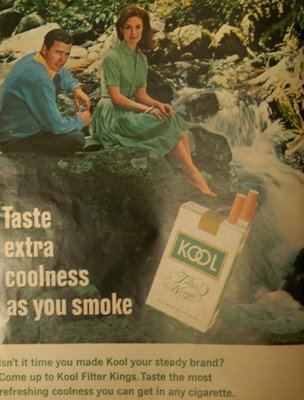 Taste
extra
coolness
as you smoke
KOOL
Filter
Kings
Isn't it time you made Kool your steady brand?
Come up to Kool Filter Kings. Taste the most
refreshing coolness you can get in any cigarette.